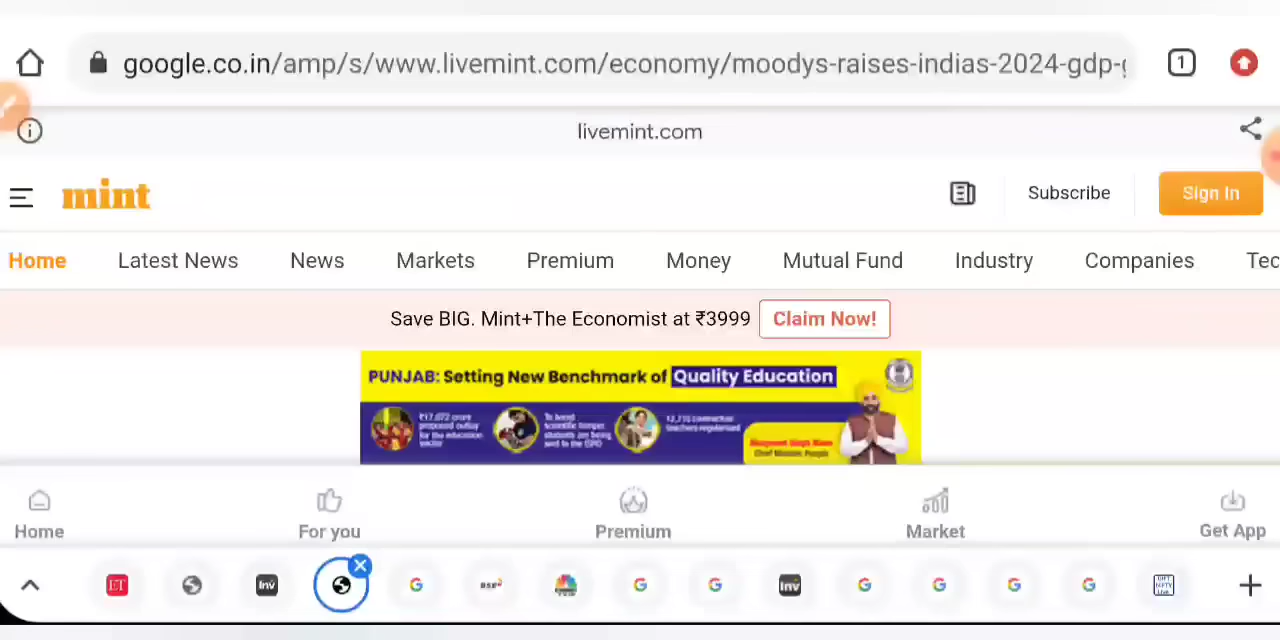 google.co.in/amp/s/www.livemint.com/economy/moodys-raises-indias-2024-gdp-g
1
livemint.com
mint
Subscribe
Sign In
Home Latest News News Markets Premium Money Mutual Fund Industry Companies Tec
Save BIG. Mint+The Economist at ₹3999 Claim Now!
PUNJAB: Setting New Benchmark of Quality Education
Home For you Premium Market Get App
ET
Inv
G
BSE
G
G
Inv
G
G
G
G